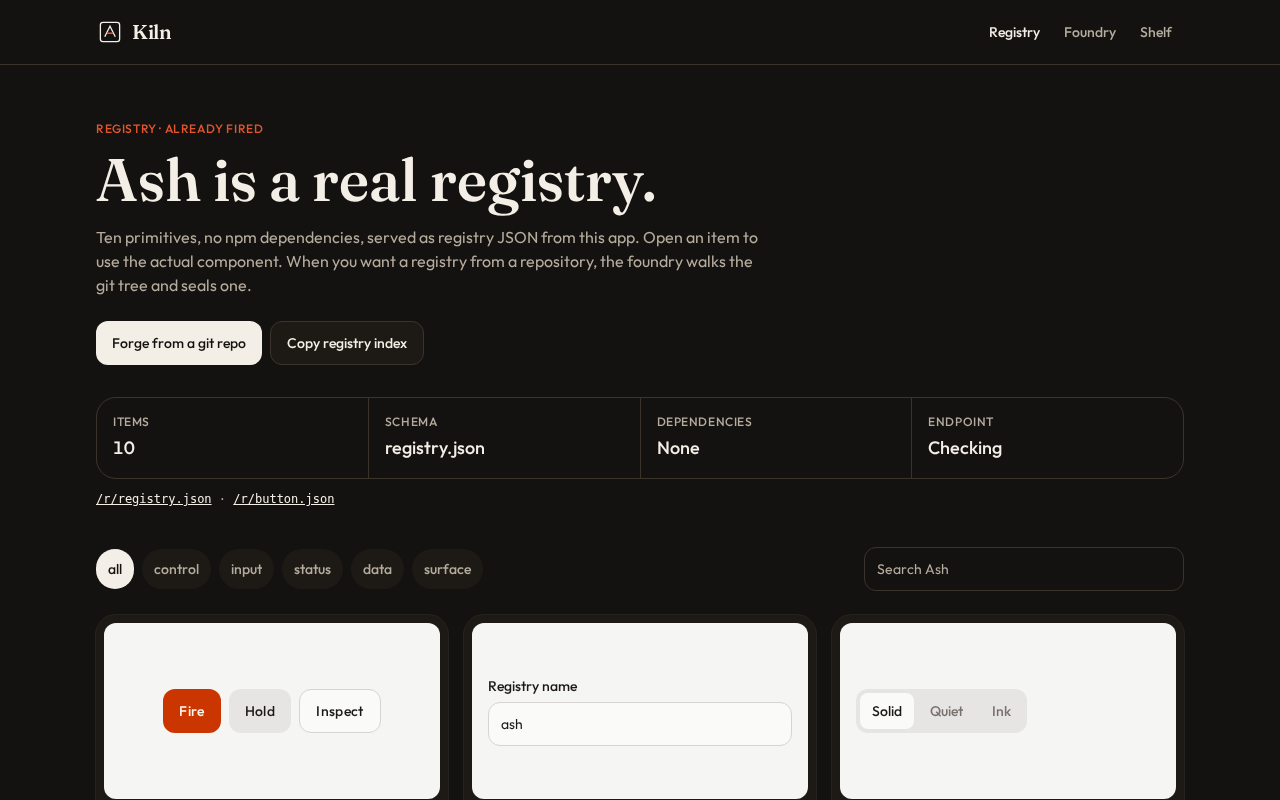 Kiln
Registry
Foundry
Shelf
REGISTRY · ALREADY FIRED
Ash is a real registry.
Ten primitives, no npm dependencies, served as registry JSON from this app. Open an item to
use the actual component. When you want a registry from a repository, the foundry walks the
git tree and seals one.
Forge from a git repo
Copy registry index
ITEMS
10
SCHEMA
registry.json
DEPENDENCIES
None
ENDPOINT
Checking
/r/registry.json · /r/button.json
all
control
input
status
data
surface
Search Ash
Fire
Hold
Inspect
Registry name
ash
Solid
Quiet
Ink